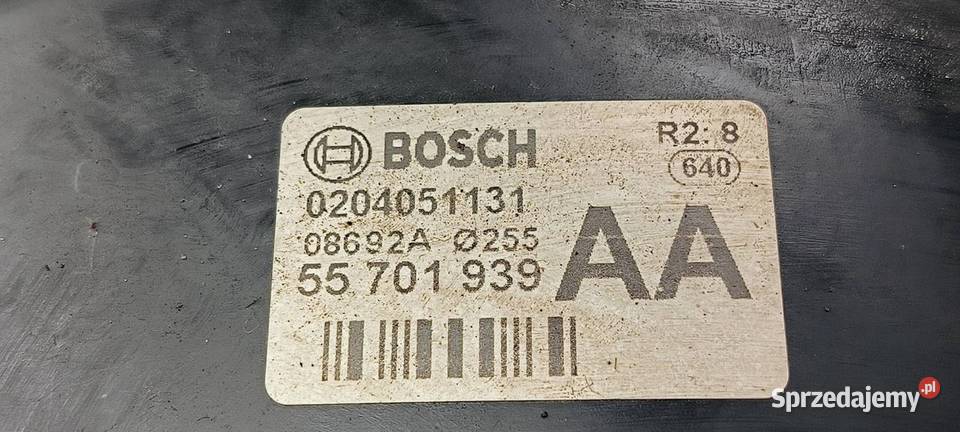 BOSCH R2: 8
640
0204051131
08692A Ø255
55 701 939 AA
Sprzedajemy.pl